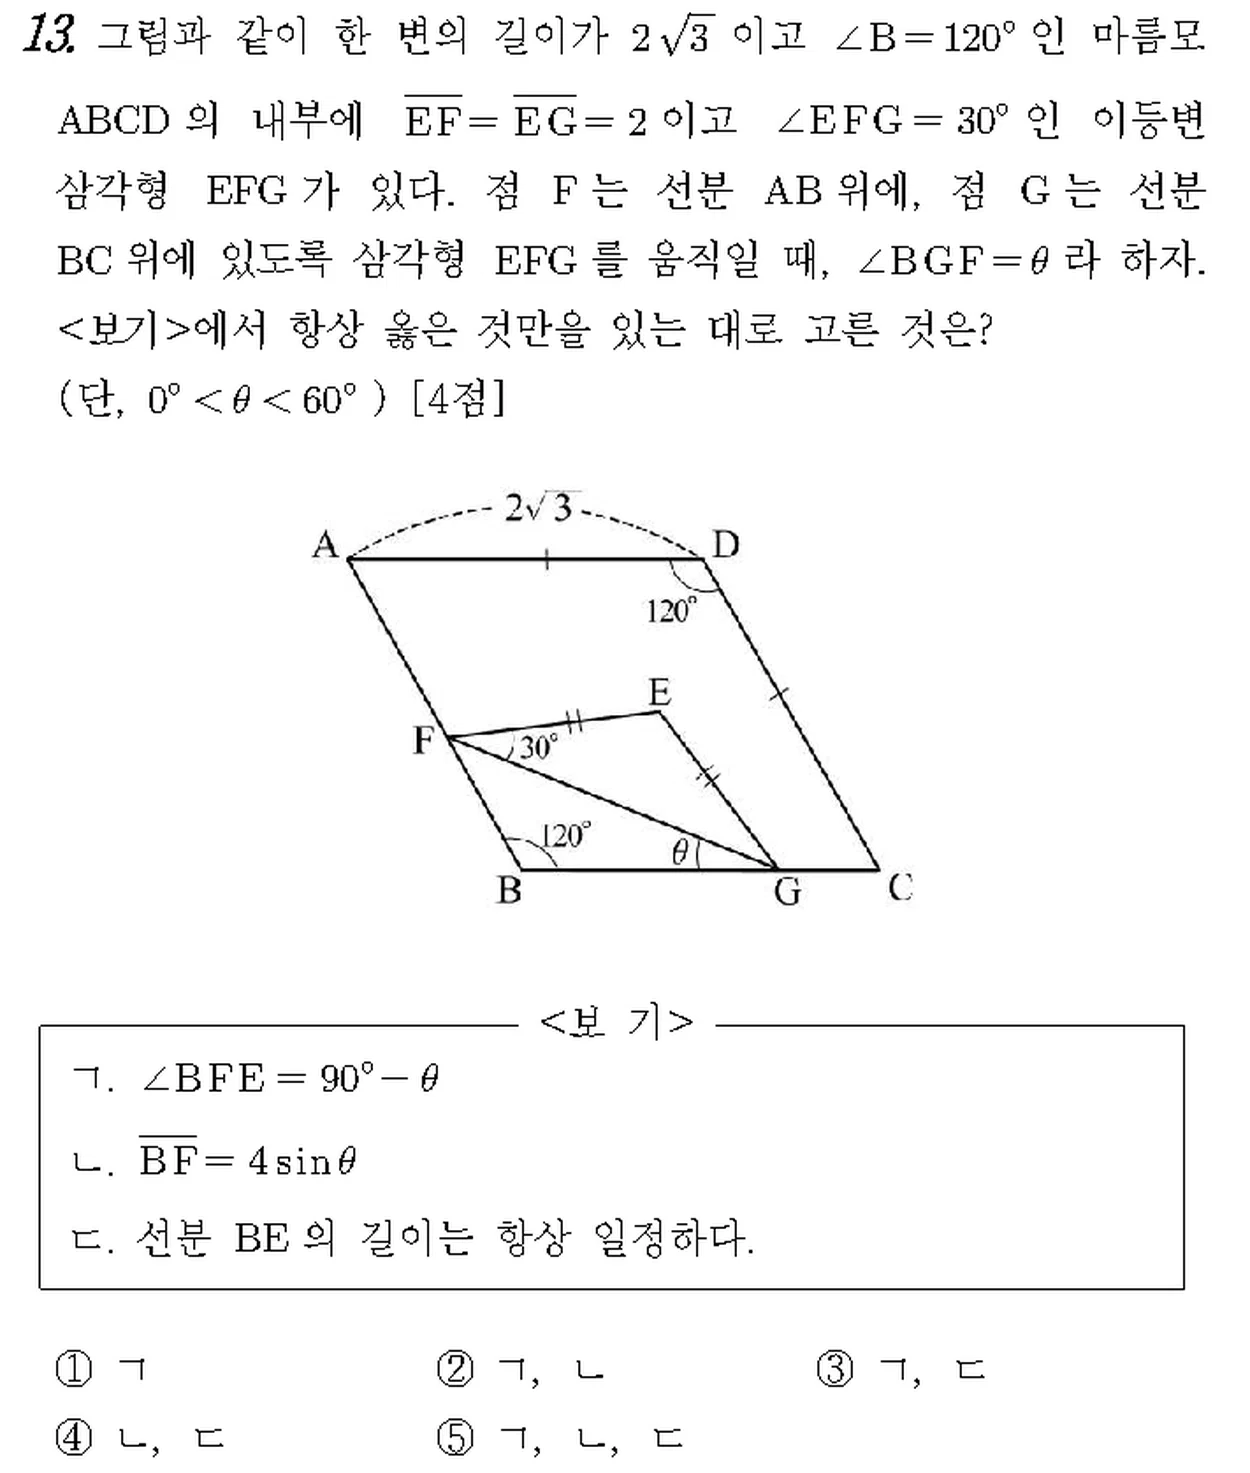 13. 그림과 같이 한 변의 길이가 2√3 이고 ∠B=120° 인 마름모
ABCD 의 내부에 \overline{EF}=\overline{EG}=2 이고 ∠EFG=30° 인 이등변
삼각형 EFG 가 있다. 점 F 는 선분 AB 위에, 점 G 는 선분
BC 위에 있도록 삼각형 EFG 를 움직일 때, ∠BGF=θ 라 하자.
<보기>에서 항상 옳은 것만을 있는 대로 고른 것은?
(단, 0°<θ<60° ) [4점]
2√3
A
D
120°
E
F
30°
120°
θ
B
G
C
<보 기>
ㄱ. ∠BFE=90°-θ
ㄴ. \overline{BF}=4sinθ
ㄷ. 선분 BE 의 길이는 항상 일정하다.
① ㄱ ② ㄱ, ㄴ ③ ㄱ, ㄷ
④ ㄴ, ㄷ ⑤ ㄱ, ㄴ, ㄷ